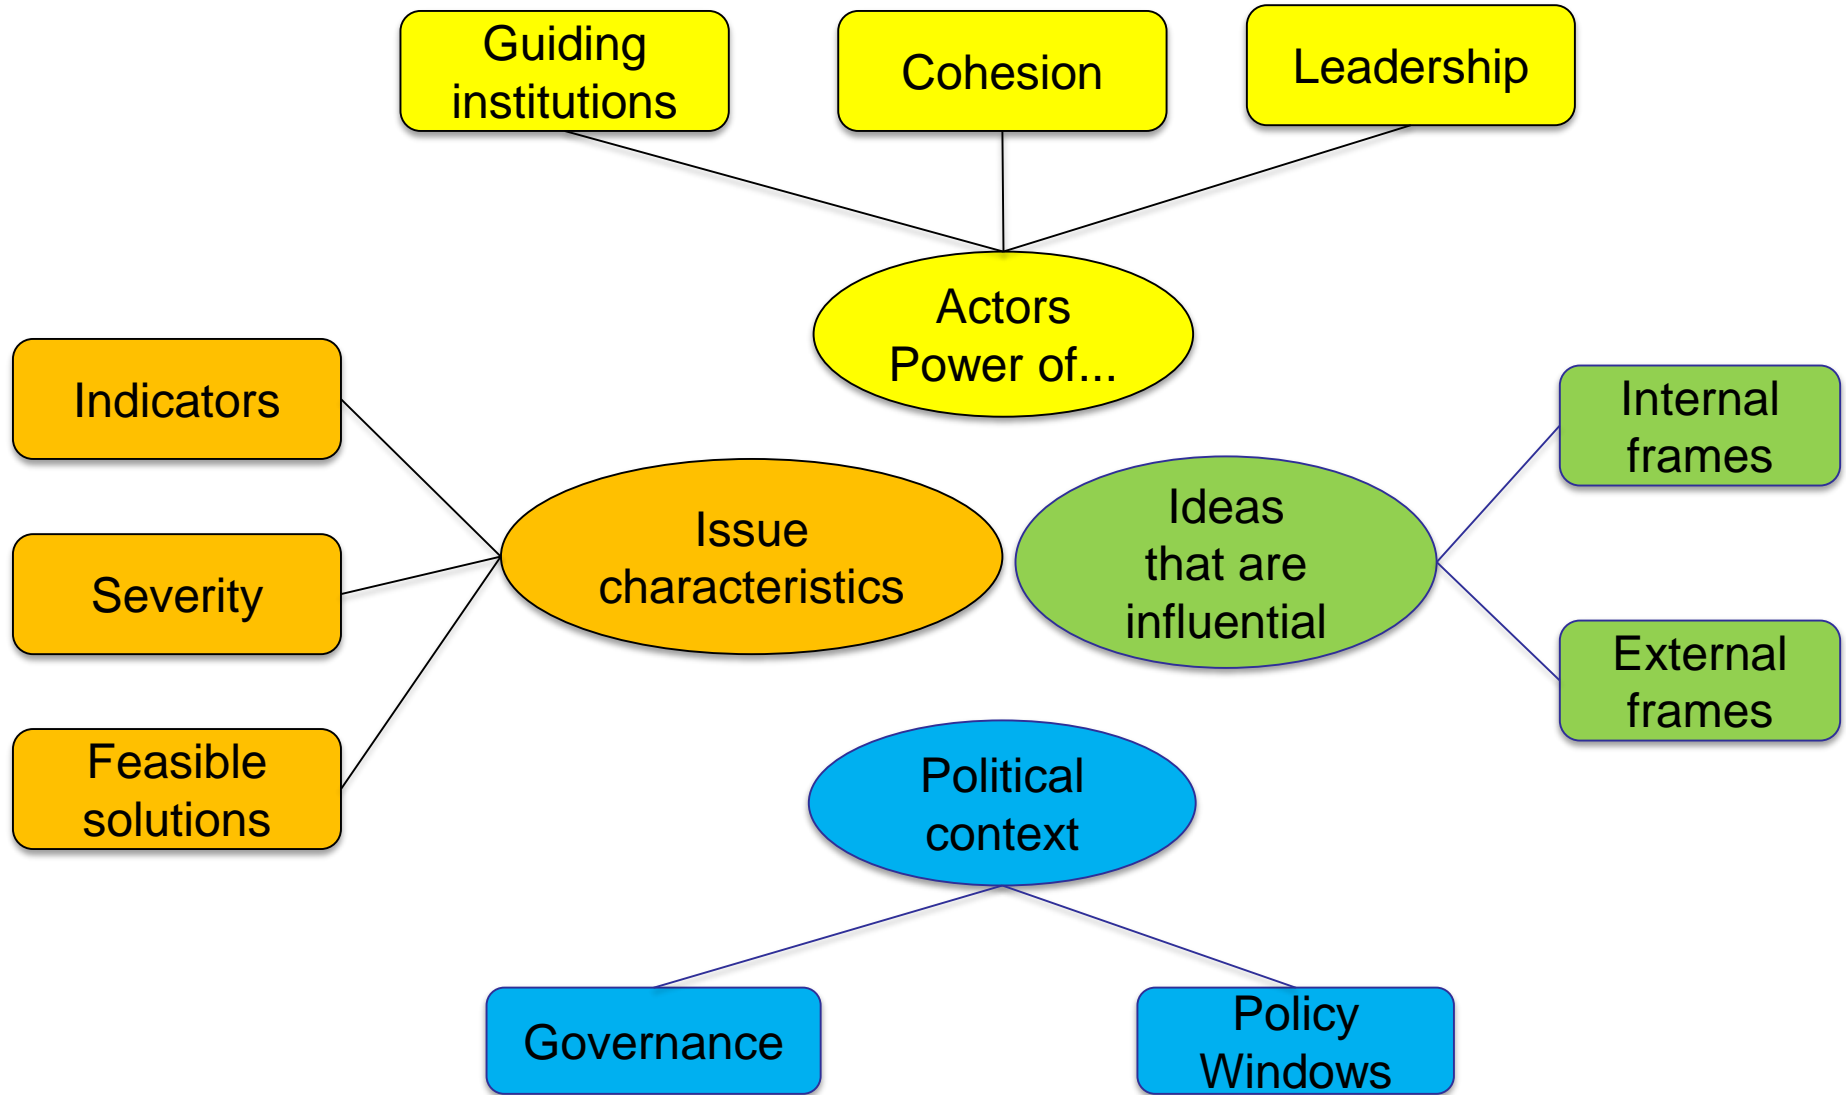 Guiding
institutions
Cohesion
Leadership
Actors
Power of...
Indicators
Severity
Feasible
solutions
Issue
characteristics
Ideas
that are
influential
Internal
frames
External
frames
Political
context
Governance
Policy
Windows